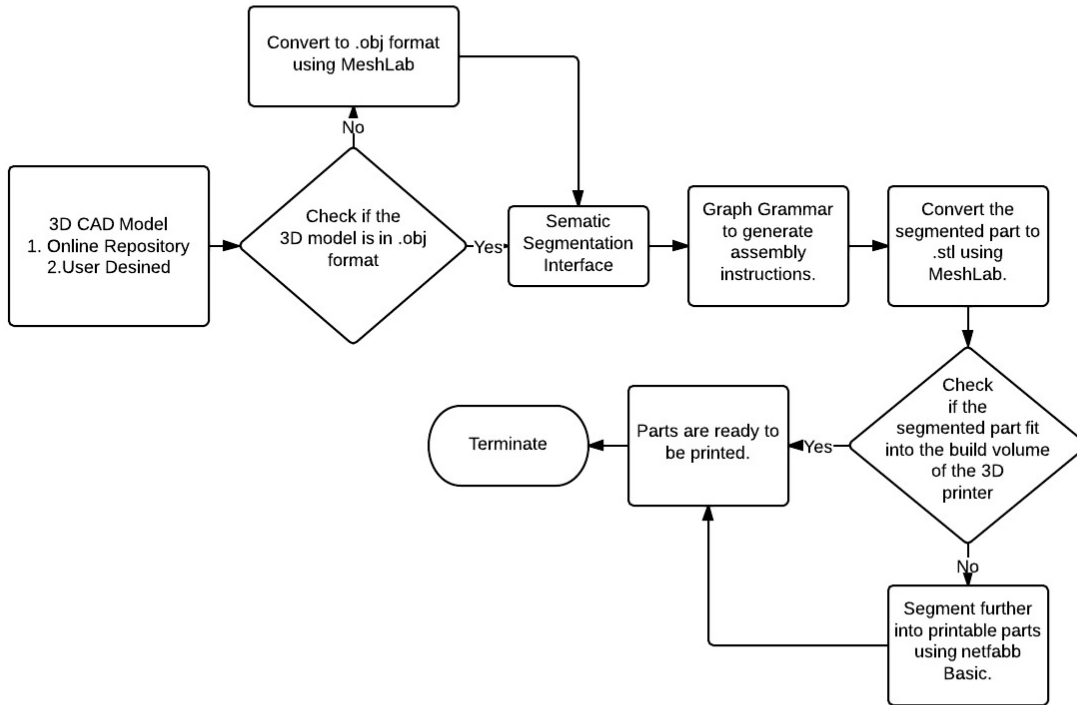 Convert to .obj format
using MeshLab
No
3D CAD Model
1. Online Repository
2.User Desined
Check if the
3D model is in .obj
format
Yes
Sematic
Segmentation
Interface
Graph Grammar
to generate
assembly
instructions.
Convert the
segmented part to
.stl using
MeshLab.
Check
if the
segmented part fit
into the build volume
of the 3D
printer
Yes
Parts are ready to
be printed.
Terminate
No
Segment further
into printable parts
using netfabb
Basic.